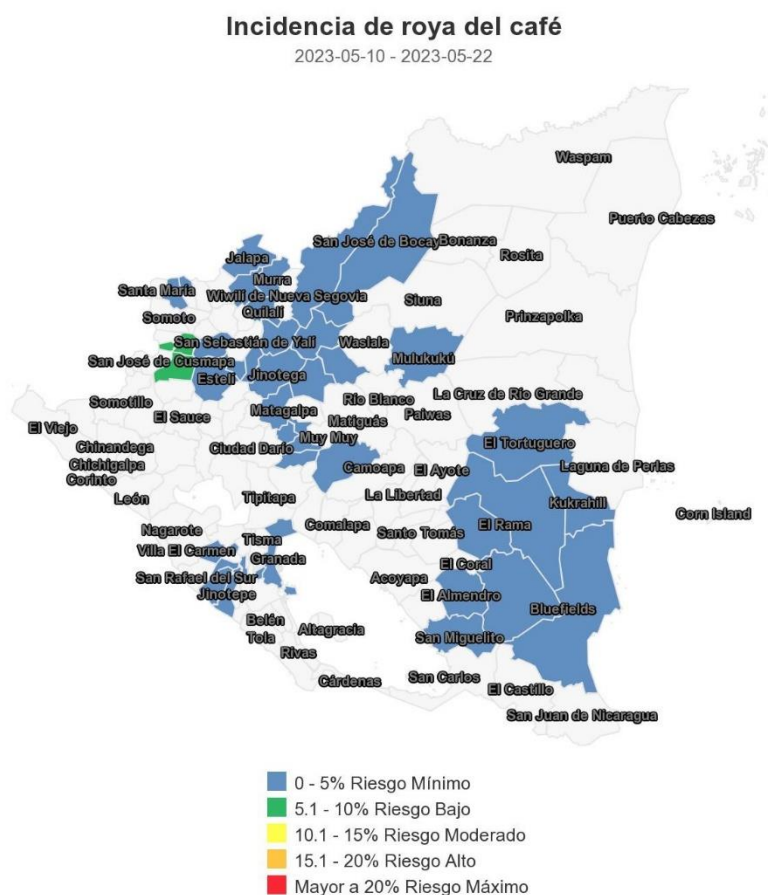 Incidencia de roya del café
2023-05-10 - 2023-05-22
Waspam
Puerto Cabezas
San José de Bocay
Bonanza
Rosita
Jalapa
Murra
Santa María
Wiwilí de Nueva Segovia
Siuna
Quilalí
Somoto
Prinzapolka
San Sebastián de Yalí
Waslala
Mulukukú
San José de Cusmapa
Estelí
Jinotega
La Cruz de Río Grande
Somotillo
Río Blanco
El Sauce
Matagalpa
Paiwas
El Viejo
Matiguás
Muy Muy
El Tortuguero
Chinandega
Ciudad Darío
Chichigalpa
Camoapa
El Ayote
Laguna de Perlas
Corinto
León
Tipitapa
La Libertad
Kukrahill
Corn Island
Nagarote
Comalapa
El Rama
Santo Tomás
Tisma
Villa El Carmen
Granada
El Coral
San Rafael del Sur
Acoyapa
Jinotepe
El Almendro
Bluefields
Belén
Altagracia
Tola
San Miguelito
Rivas
Cárdenas
San Carlos
El Castillo
San Juan de Nicaragua
0 - 5% Riesgo Mínimo
5.1 - 10% Riesgo Bajo
10.1 - 15% Riesgo Moderado
15.1 - 20% Riesgo Alto
Mayor a 20% Riesgo Máximo